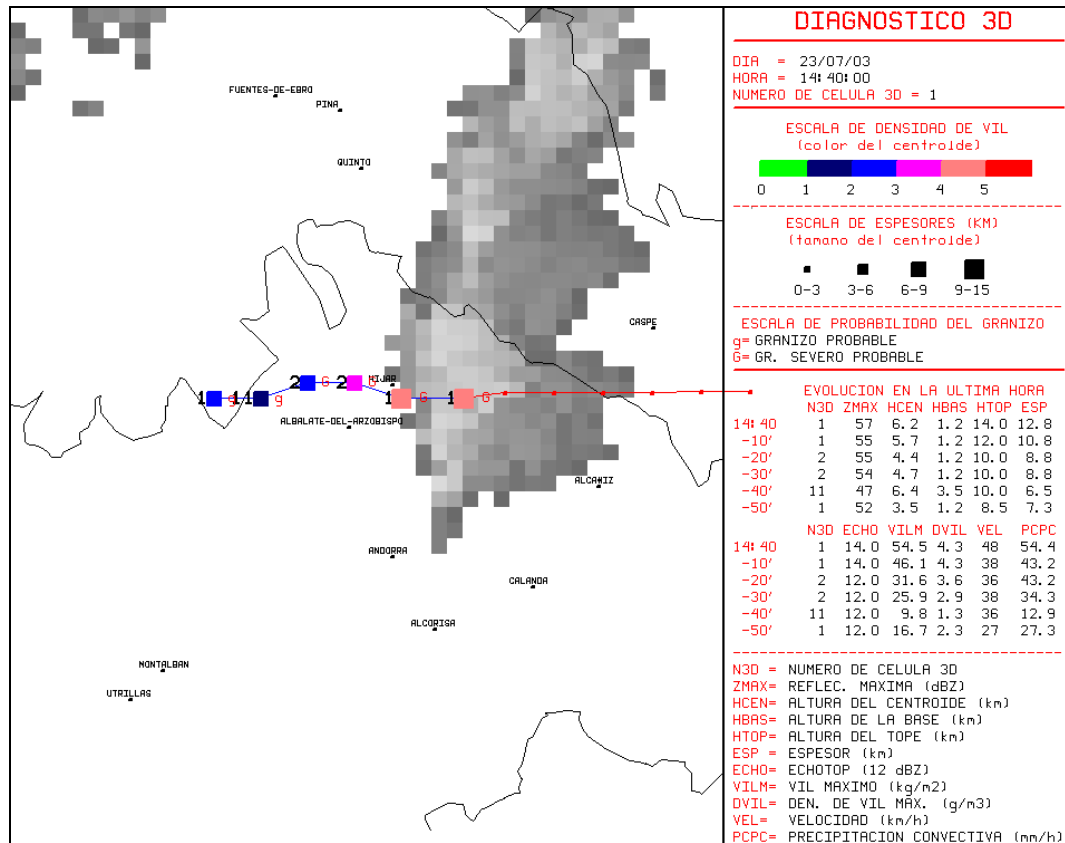 DIAGNOSTICO 3D
DIA = 23/07/03
HORA = 14:40:00
NUMERO DE CELULA 3D = 1
ESCALA DE DENSIDAD DE VIL
(color del centroide)
0 1 2 3 4 5
ESCALA DE ESPESORES (KM)
(tamano del centroide)
0-3 3-6 6-9 9-15
ESCALA DE PROBABILIDAD DEL GRANIZO
g= GRANIZO PROBABLE
G= GR. SEVERO PROBABLE
EVOLUCION EN LA ULTIMA HORA
N3D ZMAX HCEN HBAS HTOP ESP
14:40 1 57 6.2 1.2 14.0 12.8
-10' 1 55 5.7 1.2 12.0 10.8
-20' 2 55 4.4 1.2 10.0 8.8
-30' 2 54 4.7 1.2 10.0 8.8
-40' 11 47 6.4 3.5 10.0 6.5
-50' 1 52 3.5 1.2 8.5 7.3
N3D ECHO VILM DVIL VEL PCPC
14:40 1 14.0 54.5 4.3 48 54.4
-10' 1 14.0 46.1 4.3 38 43.2
-20' 2 12.0 31.6 3.6 36 43.2
-30' 2 12.0 25.9 2.9 38 34.3
-40' 11 12.0 9.8 1.3 36 12.9
-50' 1 12.0 16.7 2.3 27 27.3
N3D = NUMERO DE CELULA 3D
ZMAX= REFLEC. MAXIMA (dBZ)
HCEN= ALTURA DEL CENTROIDE (km)
HBAS= ALTURA DE LA BASE (km)
HTOP= ALTURA DEL TOPE (km)
ESP = ESPESOR (km)
ECHO= ECHOTOP (12 dBZ)
VILM= VIL MAXIMO (kg/m2)
DVIL= DEN. DE VIL MAX. (g/m3)
VEL= VELOCIDAD (km/h)
PCPC= PRECIPITACION CONVECTIVA (mm/h)
FUENTES-DE-EBRO
PINA
QUINTO
CASPE
HIJAR
1 g 11 g 2 G 2 G 1 G 1 G
ALBALATE-DEL-ARZOBISPO
ALCAÑIZ
ANDORRA
CALANDA
ALCORISA
MONTALBAN
UTRILLAS